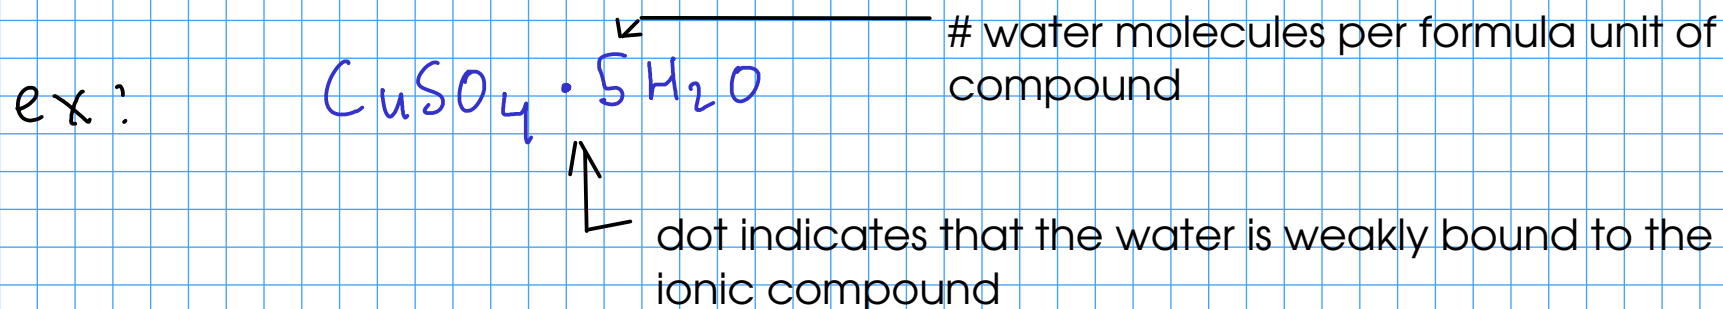 # water molecules per formula unit of
compound
ex: CuSO4 · 5H2O
dot indicates that the water is weakly bound to the
ionic compound